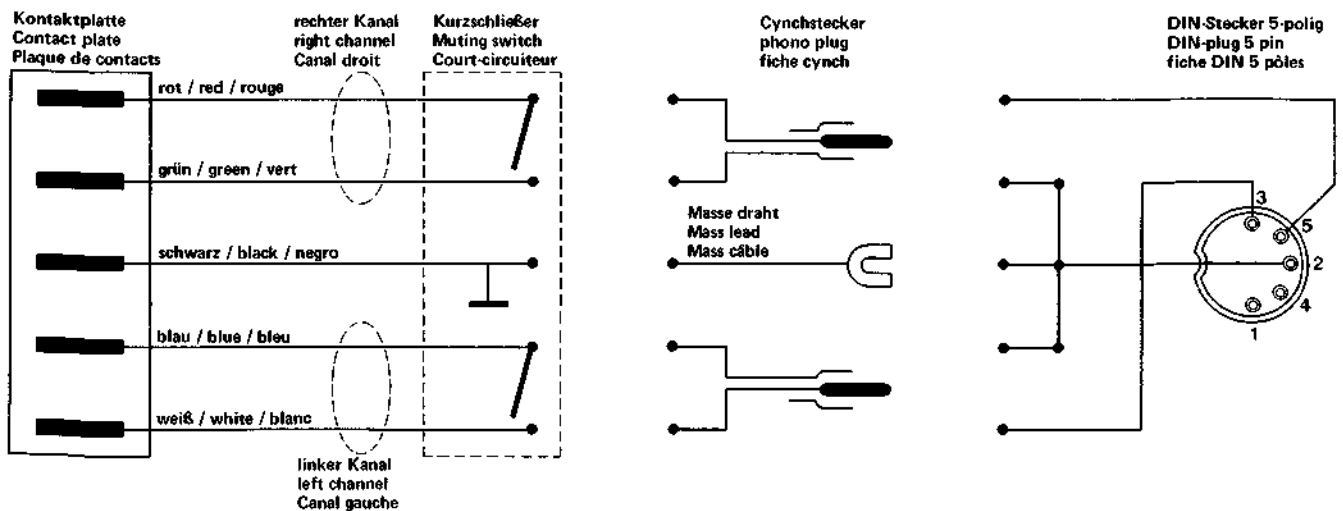 Kontaktplatte
Contact plate
Plaque de contacts
rechter Kanal
right channel
Canal droit
Kurzschließer
Muting switch
Court-circuiteur
Cynchstecker
phono plug
fiche cynch
DIN-Stecker 5-polig
DIN-plug 5 pin
fiche DIN 5 pôles
rot / red / rouge
grün / green / vert
schwarz / black / negro
blau / blue / bleu
weiß / white / blanc
linker Kanal
left channel
Canal gauche
Masse draht
Mass lead
Mass câble
3
5
2
4
1